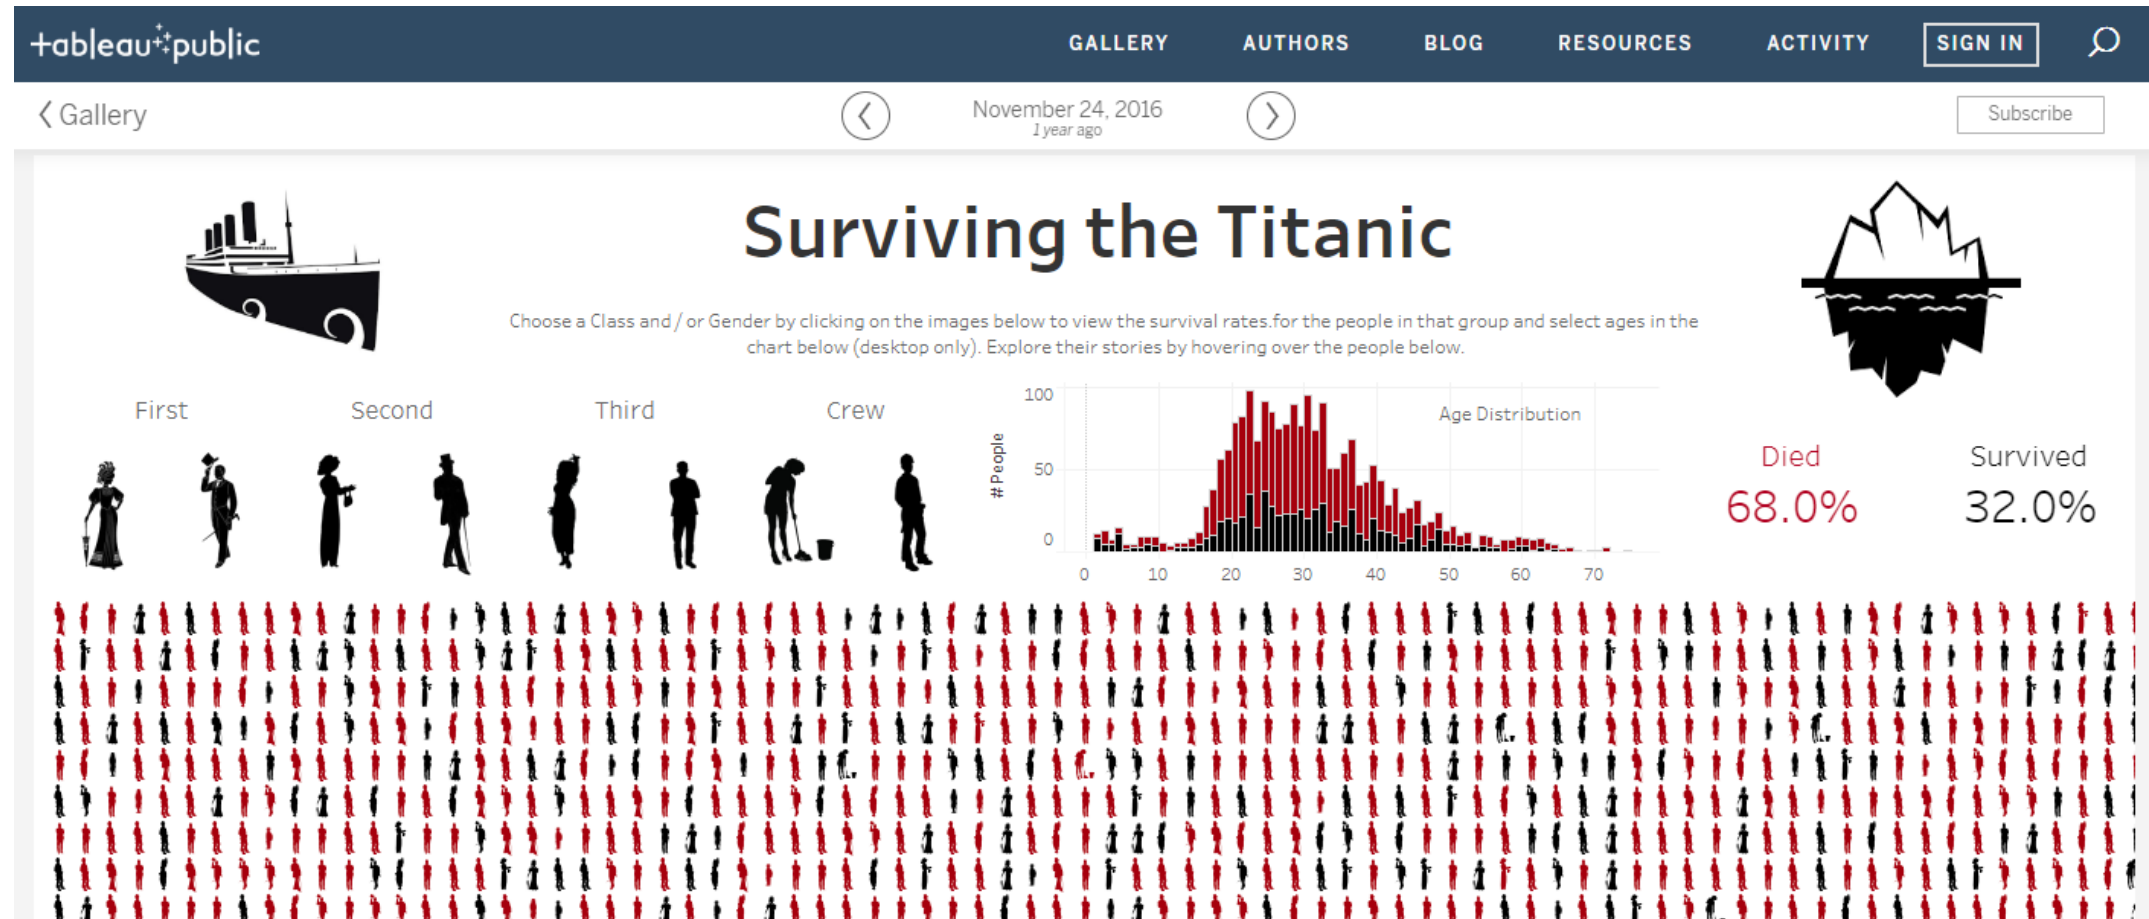 +ableau public
GALLERY AUTHORS BLOG RESOURCES ACTIVITY SIGN IN
Gallery
November 24, 2016
1 year ago
Subscribe
Surviving the Titanic
Choose a Class and / or Gender by clicking on the images below to view the survival rates.for the people in that group and select ages in the
chart below (desktop only). Explore their stories by hovering over the people below.
First Second Third Crew
# People
100
50
0
Age Distribution
0 10 20 30 40 50 60 70
Died Survived
68.0% 32.0%